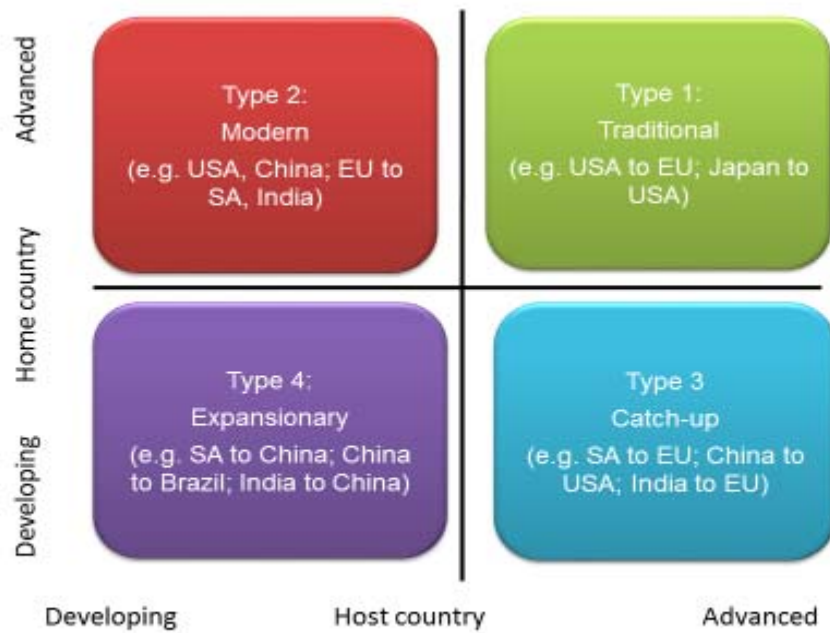 Advanced
Home country
Developing
Type 2:
Modern
(e.g. USA, China; EU to
SA, India)
Type 1:
Traditional
(e.g. USA to EU; Japan to
USA)
Type 4:
Expansionary
(e.g. SA to China; China
to Brazil; India to China)
Type 3
Catch-up
(e.g. SA to EU; China to
USA; India to EU)
Developing
Host country
Advanced